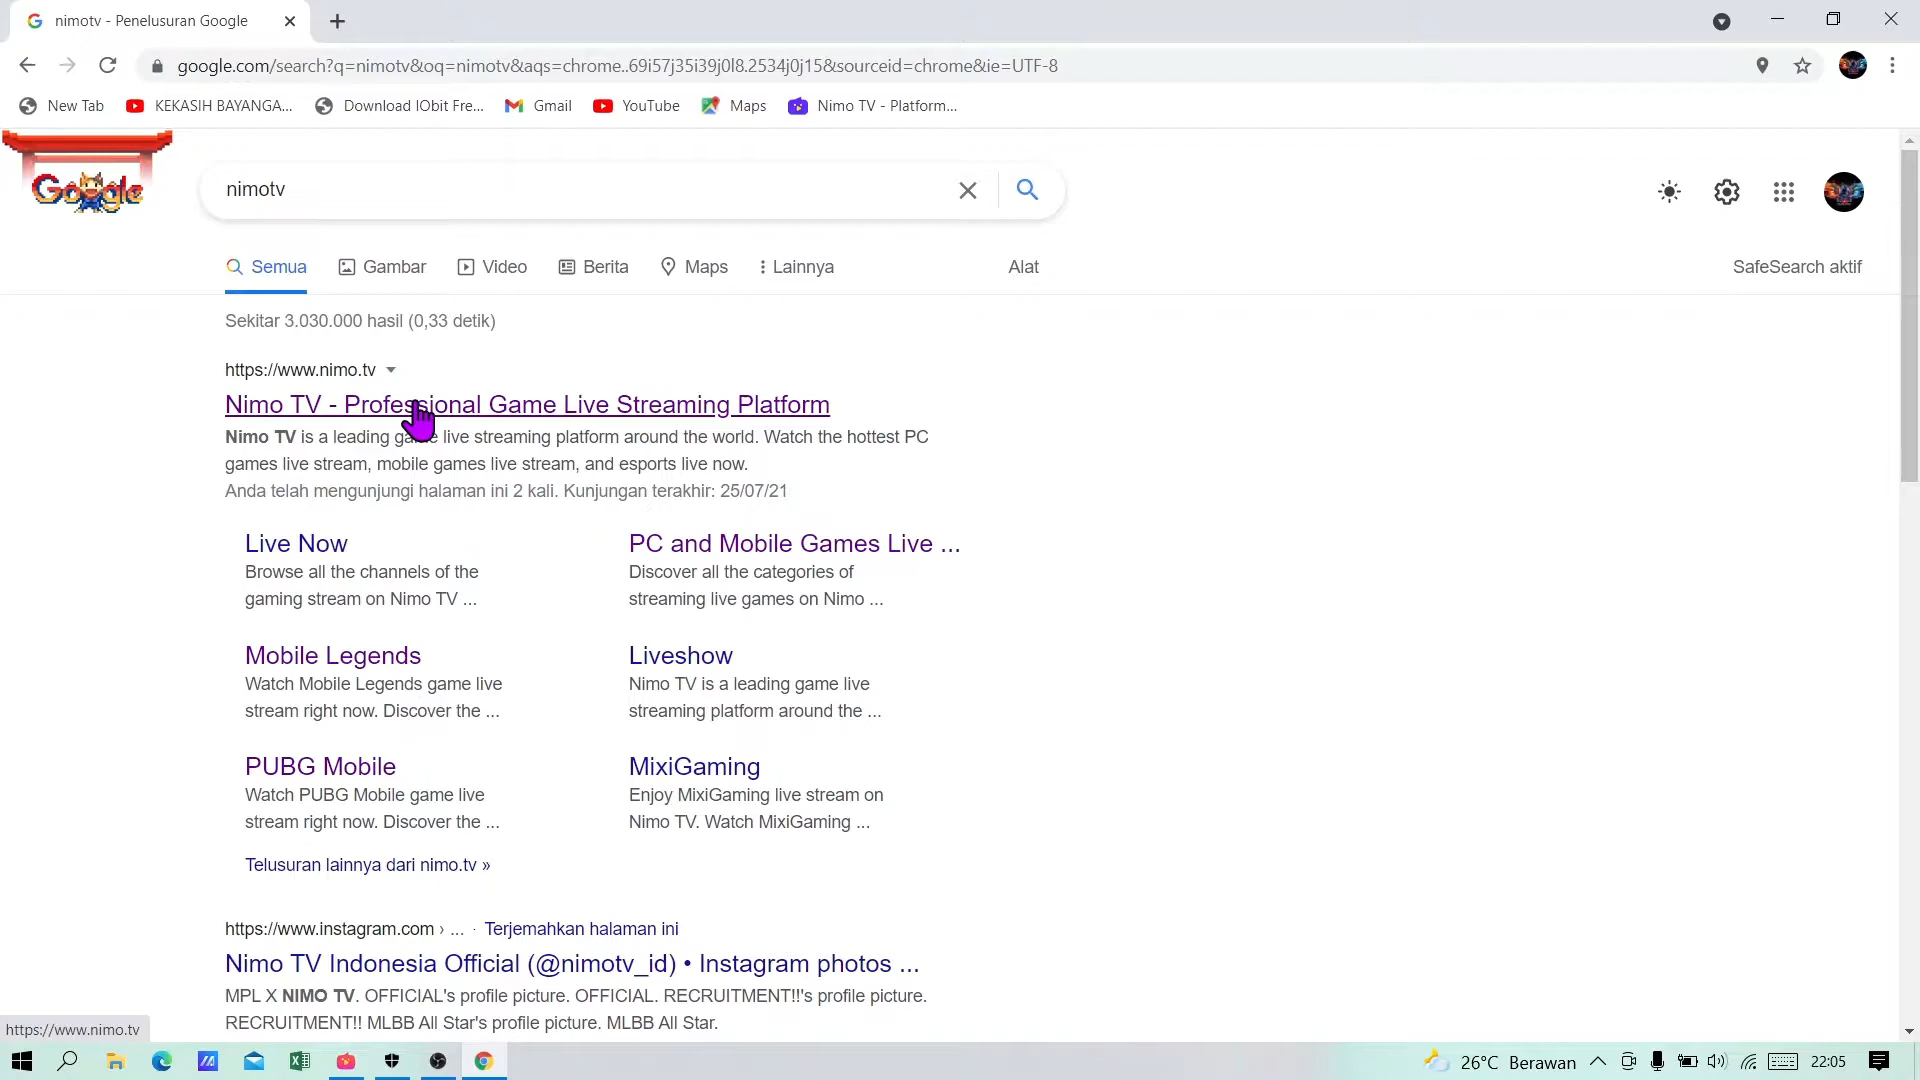 nimotv - Penelusuran Google
google.com/search?q=nimotv&oq=nimotv&aqs=chrome..69i57j35i39j0l8.2534j0j15&sourceid=chrome&ie=UTF-8
New Tab
KEKASIH BAYANGA...
Download IObit Fre...
Gmail
YouTube
Maps
Nimo TV - Platform...
Google
nimotv
Semua
Gambar
Video
Berita
Maps
Lainnya
Alat
SafeSearch aktif
Sekitar 3.030.000 hasil (0,33 detik)
https://www.nimo.tv
Nimo TV - Professional Game Live Streaming Platform
Nimo TV is a leading game live streaming platform around the world. Watch the hottest PC
games live stream, mobile games live stream, and esports live now.
Anda telah mengunjungi halaman ini 2 kali. Kunjungan terakhir: 25/07/21
Live Now
Browse all the channels of the
gaming stream on Nimo TV ...
PC and Mobile Games Live ...
Discover all the categories of
streaming live games on Nimo ...
Mobile Legends
Watch Mobile Legends game live
stream right now. Discover the ...
Liveshow
Nimo TV is a leading game live
streaming platform around the ...
PUBG Mobile
Watch PUBG Mobile game live
stream right now. Discover the ...
MixiGaming
Enjoy MixiGaming live stream on
Nimo TV. Watch MixiGaming ...
Telusuran lainnya dari nimo.tv »
https://www.instagram.com › ... · Terjemahkan halaman ini
Nimo TV Indonesia Official (@nimotv_id) • Instagram photos ...
MPL X NIMO TV. OFFICIAL's profile picture. OFFICIAL. RECRUITMENT!!'s profile picture.
RECRUITMENT!! MLBB All Star's profile picture. MLBB All Star.
https://www.nimo.tv
26°C Berawan
22:05